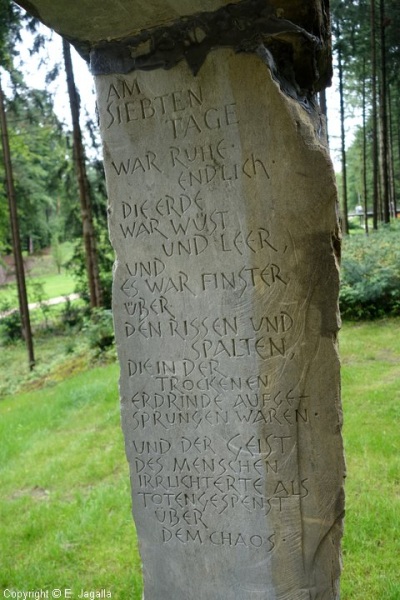 AM
SIEBTEN
TAGE
WAR RUHE·
ENDLICH·
DIE ERDE
WAR WÜST
UND LEER,
UND
ES WAR FINSTER
ÜBER
DEN RISSEN UND
SPALTEN,
DIE IN DER
TROCKENEN
ERDRINDE AUFGE-
SPRUNGEN WAREN·
UND DER GEIST
DES MENSCHEN
IRRLICHTERTE ALS
TOTENGESPENST
ÜBER
DEM CHAOS·
Copyright © E. Jagalla